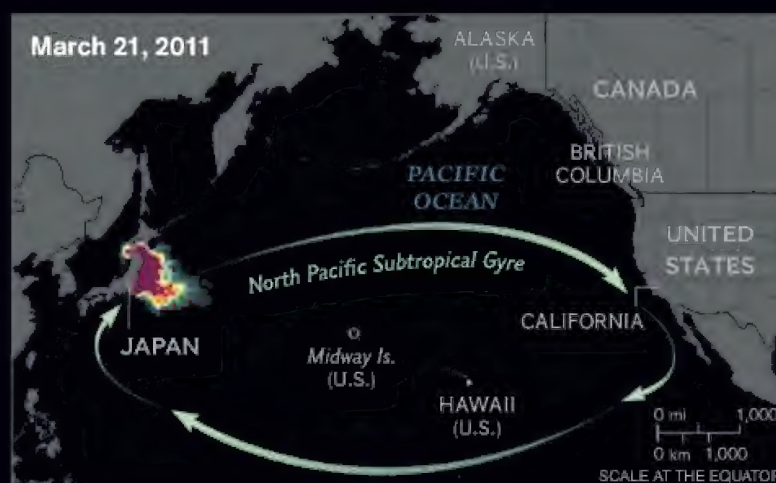 March 21, 2011
ALASKA
(U.S.)
CANADA
BRITISH
COLUMBIA
PACIFIC
OCEAN
UNITED
STATES
North Pacific Subtropical Gyre
CALIFORNIA
JAPAN
Midway Is.
(U.S.)
HAWAII
(U.S.)
0 mi 1,000
0 km 1,000
SCALE AT THE EQUATOR